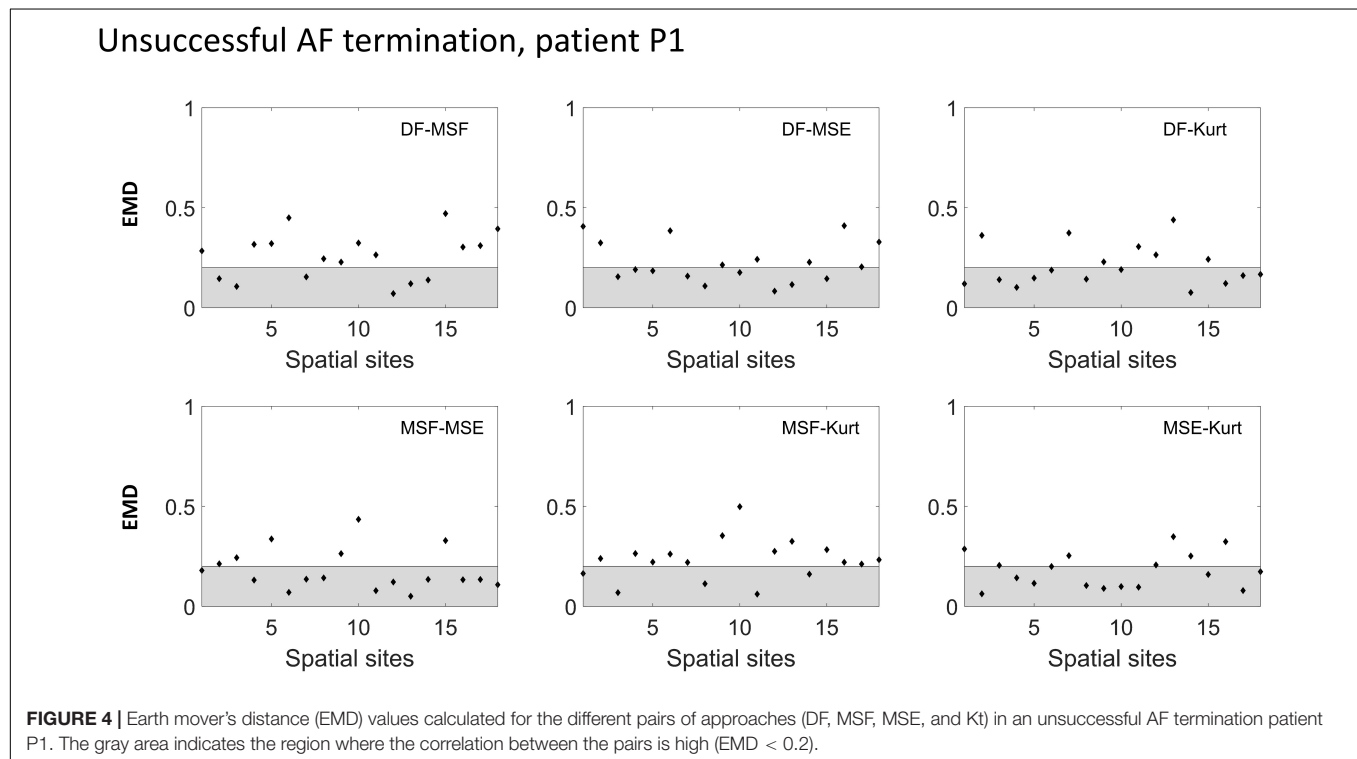 Unsuccessful AF termination, patient P1
1
0.5
0
EMD
DF-MSF
5 10 15
Spatial sites
1
0.5
0
DF-MSE
5 10 15
Spatial sites
1
0.5
0
DF-Kurt
5 10 15
Spatial sites
1
0.5
0
EMD
MSF-MSE
5 10 15
Spatial sites
1
0.5
0
MSF-Kurt
5 10 15
Spatial sites
1
0.5
0
MSE-Kurt
5 10 15
Spatial sites
FIGURE 4 | Earth mover's distance (EMD) values calculated for the different pairs of approaches (DF, MSF, MSE, and Kt) in an unsuccessful AF termination patient
P1. The gray area indicates the region where the correlation between the pairs is high (EMD < 0.2).